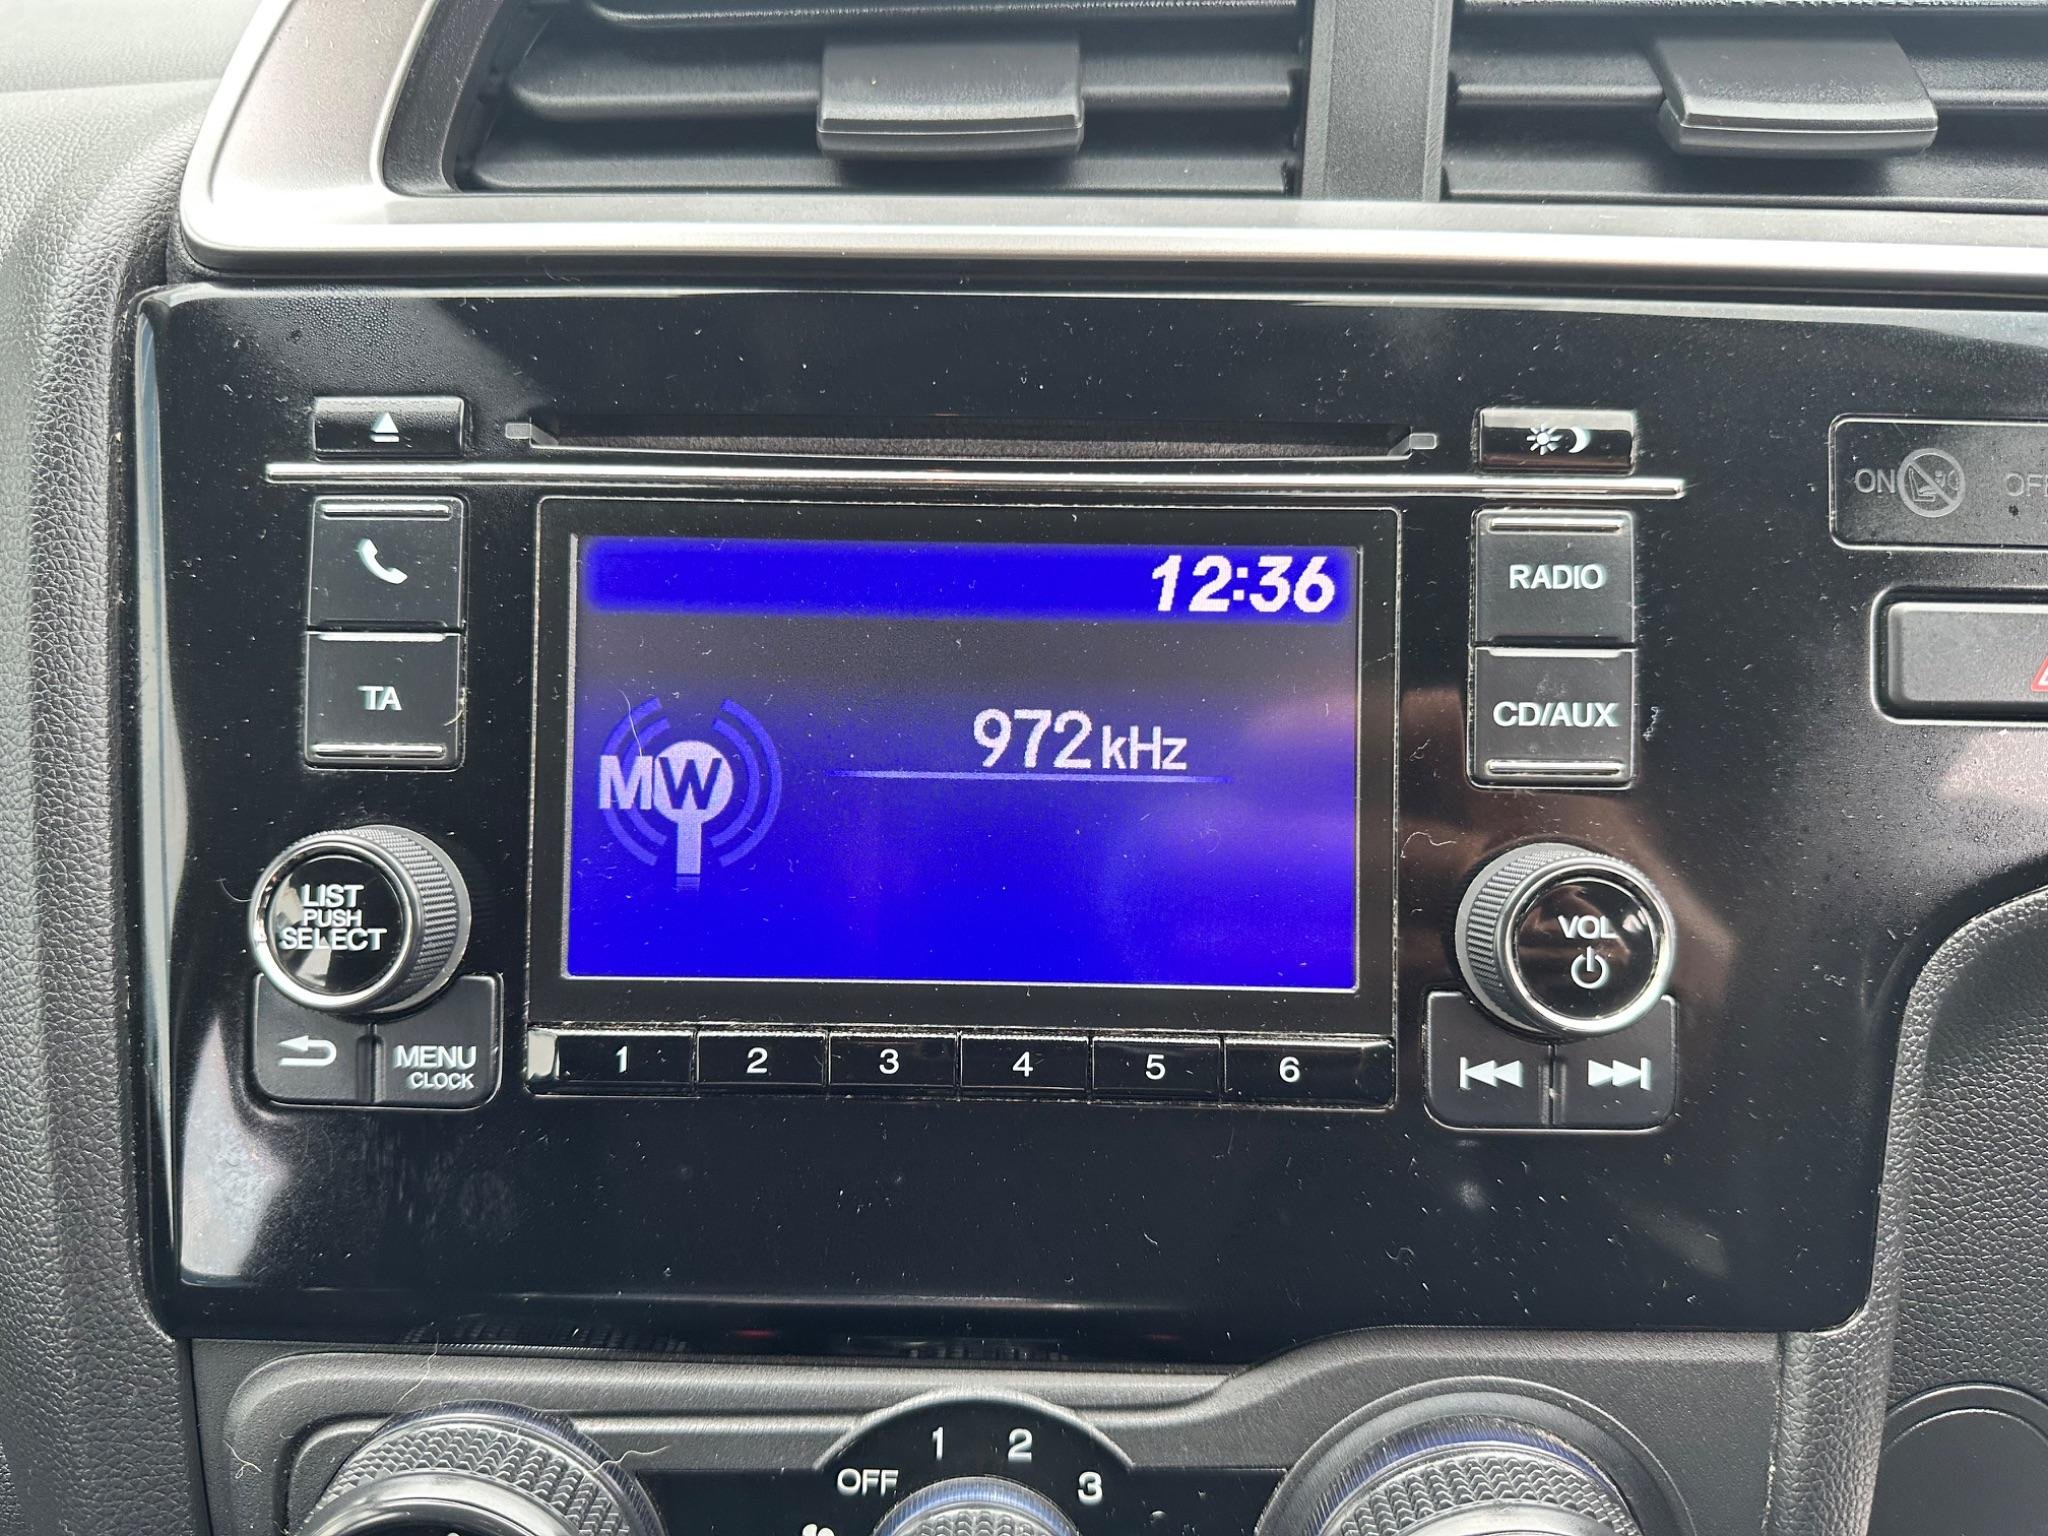 12:36
ON OFF
RADIO
TA
CD/AUX
972 kHz
MW
LIST
PUSH
SELECT
VOL
MENU
CLOCK
1 2 3 4 5 6
OFF 1 2 3